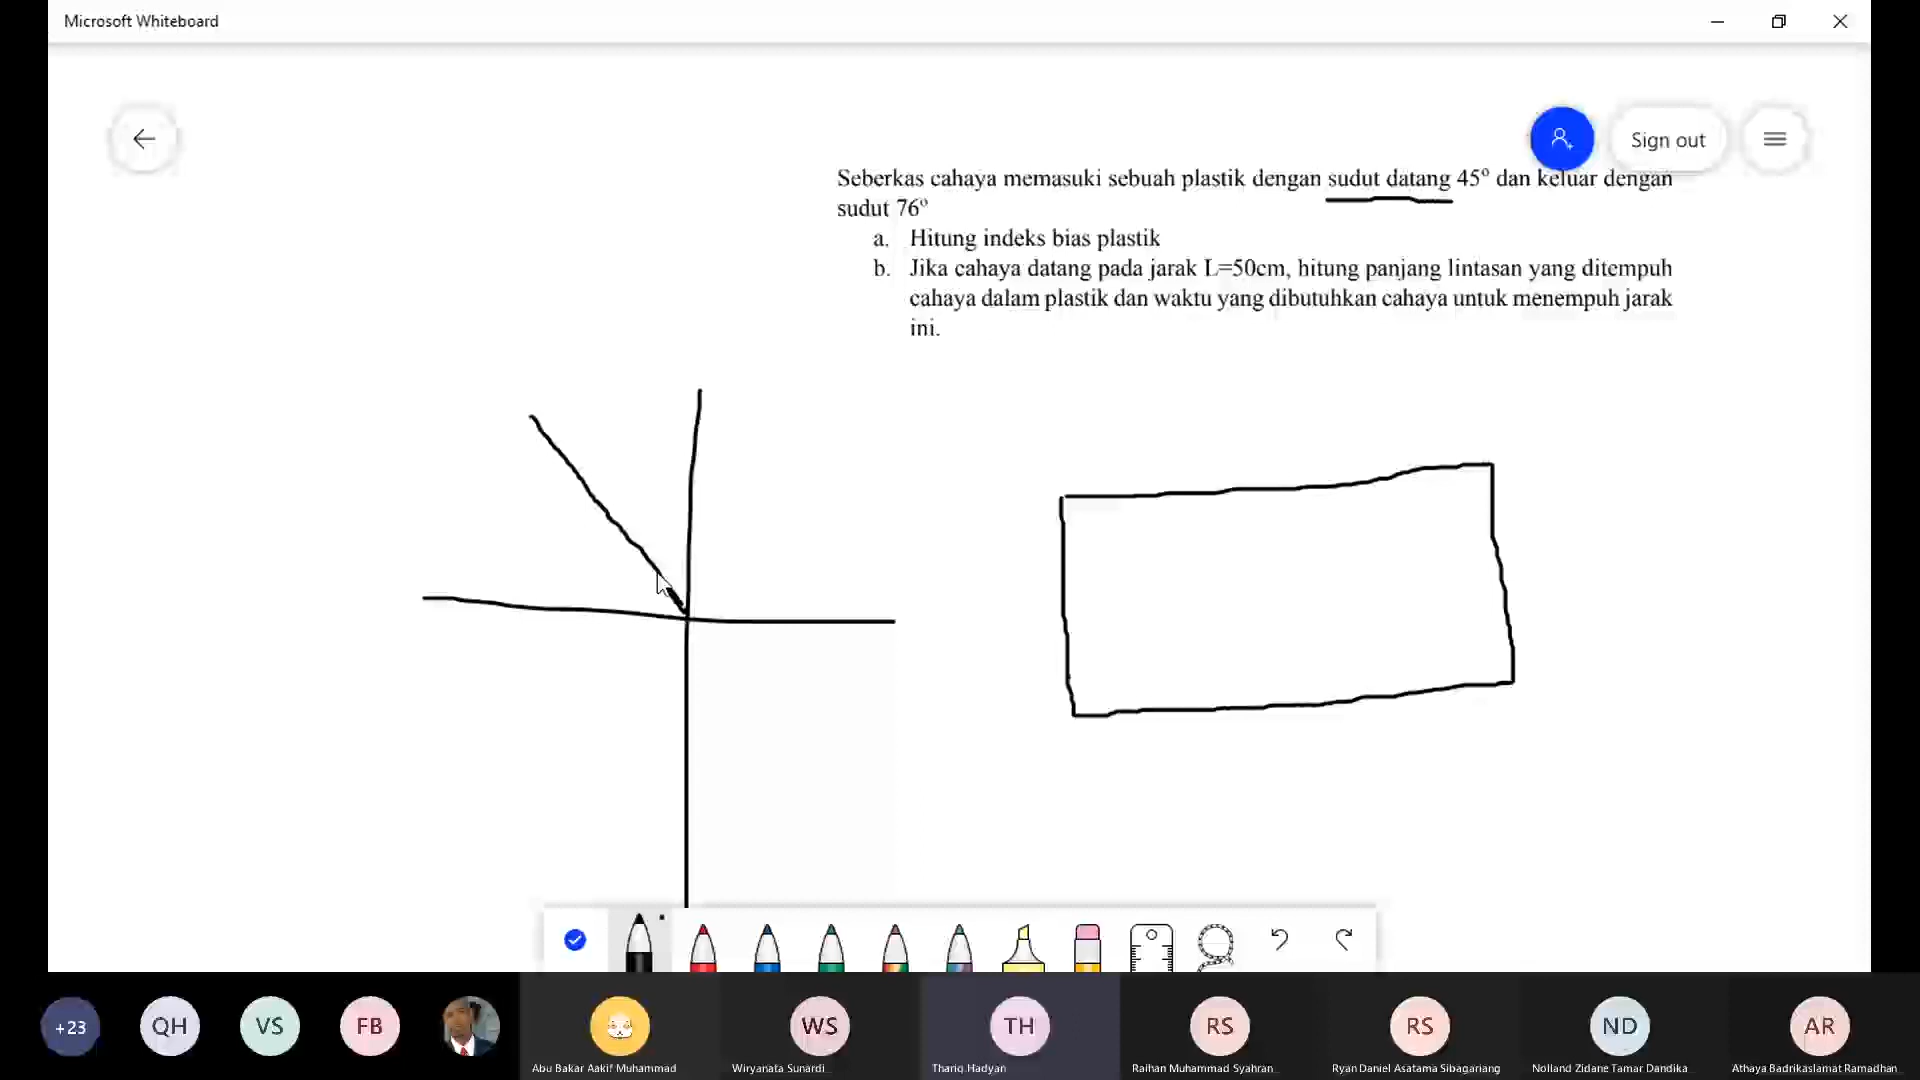 Microsoft Whiteboard
Sign out
Seberkas cahaya memasuki sebuah plastik dengan sudut datang 45° dan keluar dengan
sudut 76°
a. Hitung indeks bias plastik
b. Jika cahaya datang pada jarak L=50cm, hitung panjang lintasan yang ditempuh
cahaya dalam plastik dan waktu yang dibutuhkan cahaya untuk menempuh jarak
ini.
+23
QH
VS
FB
WS
TH
RS
RS
ND
AR
Abu Bakar Aakif Muhammad
Wiryanata Sunardi...
Thariq Hadyan
Raihan Muhammad Syahran...
Ryan Daniel Asatama Sibagariang
Nolland Zidane Tamar Dandika...
Athaya Badrikaslamat Ramadhan...